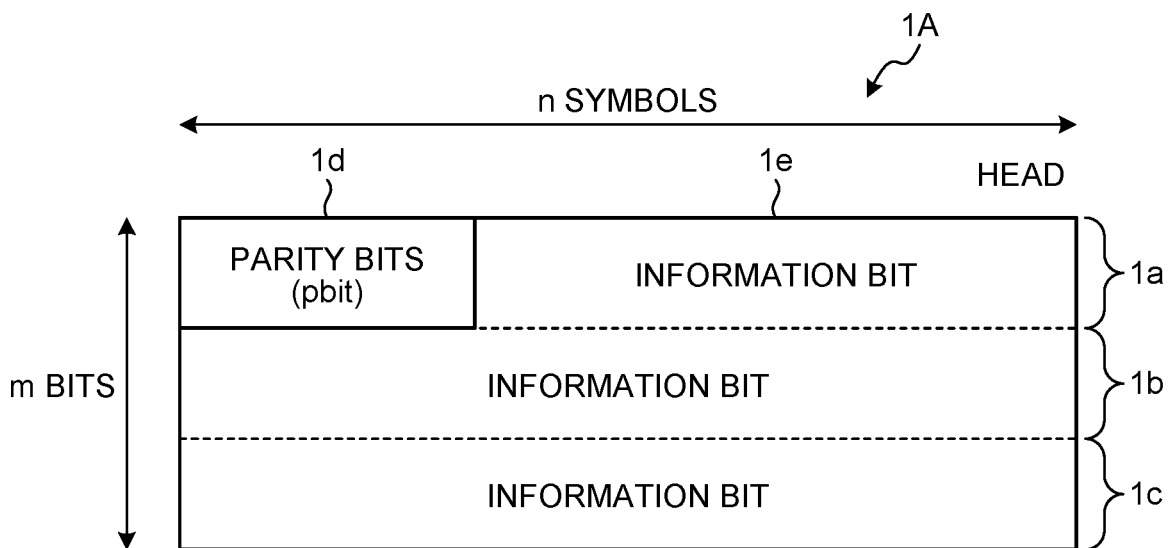 1A
n SYMBOLS
1d
1e
HEAD
PARITY BITS
(pbit)
INFORMATION BIT
1a
m BITS
INFORMATION BIT
1b
INFORMATION BIT
1c